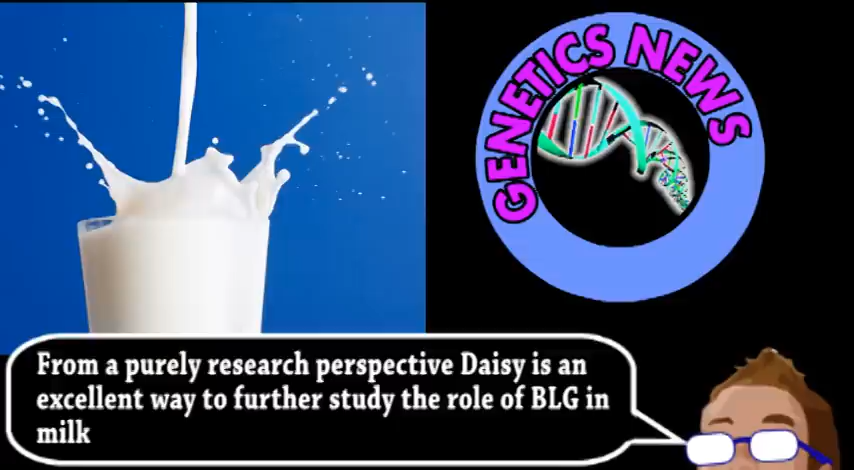 GENETICS NEWS
From a purely research perspective Daisy is an
excellent way to further study the role of BLG in
milk